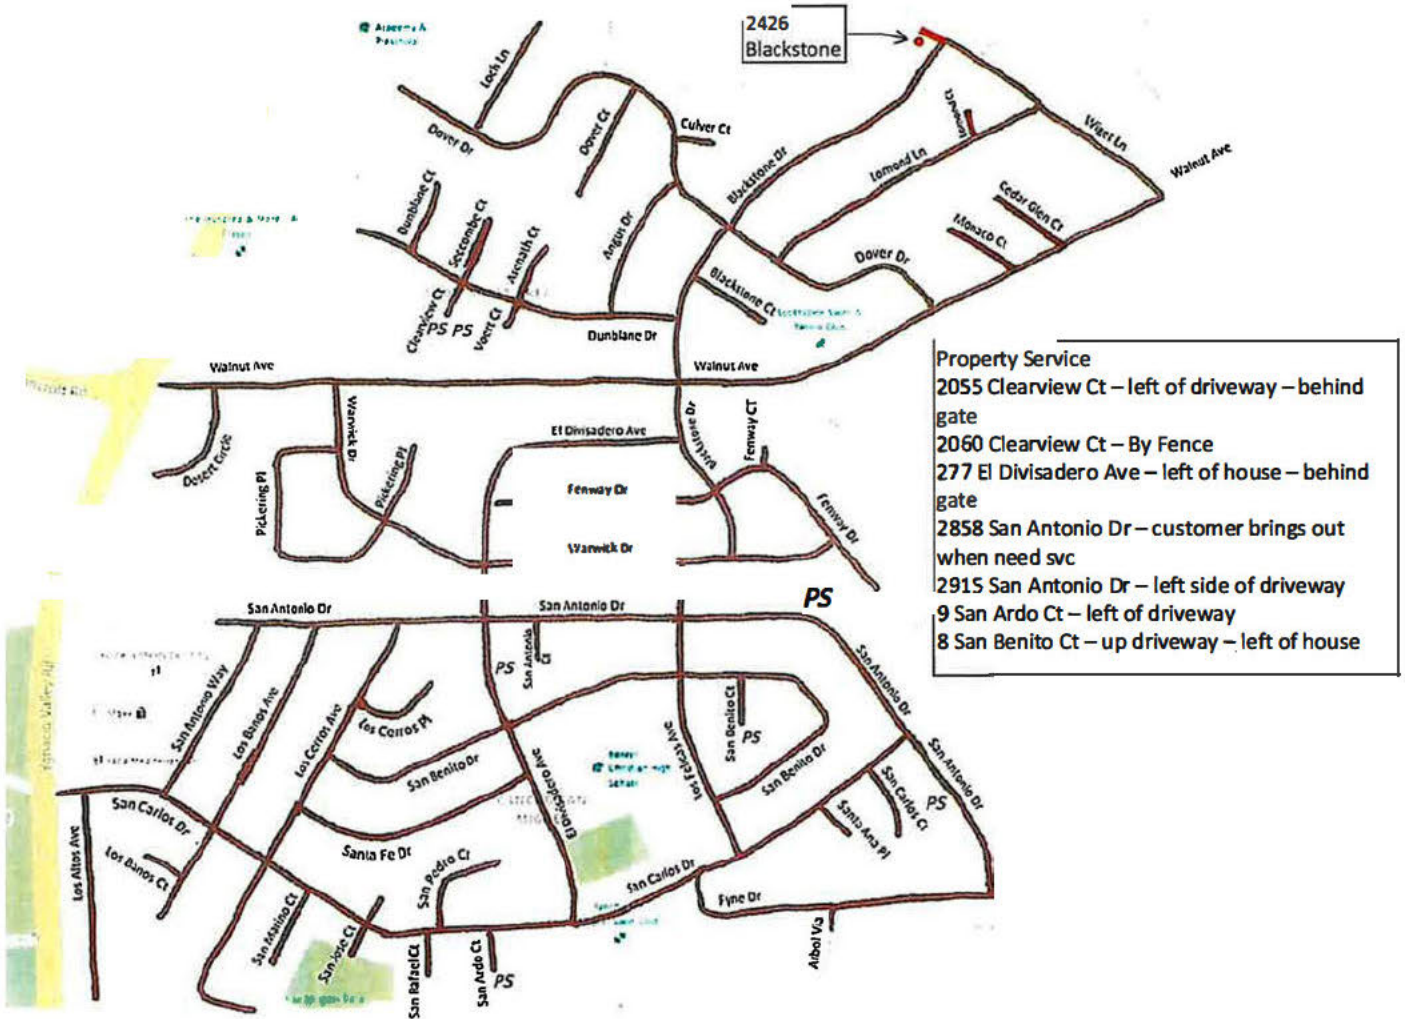 2426
Blackstone
Loch Ln
Dover Dr
Dover Ct
Culver Ct
Blackstone Dr
Lomond Ct
Lomond Ln
Wiget Ln
Walnut Ave
Cedar Glen Ct
Monaco Ct
Dunblane Ct
Seccombe Ct
Asenath Ct
Angus Dr
Dover Dr
Blackstone Ct
Clearview Ct
PS PS
Voert Ct
Dunblane Dr
Walnut Ave
Walnut Ave
Property Service
2055 Clearview Ct – left of driveway – behind
gate
2060 Clearview Ct – By Fence
277 El Divisadero Ave – left of house – behind
gate
2858 San Antonio Dr – customer brings out
when need svc
2915 San Antonio Dr – left side of driveway
9 San Ardo Ct – left of driveway
8 San Benito Ct – up driveway – left of house
Desert Circle
Warwick Dr
Pickering Pl
Pickering Pl
El Divisadero Ave
Blackstone Dr
Fenway CT
Fenway Dr
Fenway Dr
Warwick Dr
PS
San Antonio Dr
San Antonio Dr
San Antonio Ct
PS
San Antonio Way
Los Banos Ave
Los Cerros Ave
Los Cerros Pl
San Benito Dr
El Divisadero Ave
Los Felicas Ave
San Benito Ct
PS
San Benito Dr
San Antonio Dr
San Antonio Dr
PS
San Carlos Ct
Santa Ana Pl
San Carlos Dr
Los Altos Ave
Los Banos Ct
Santa Fe Dr
San Pedro Ct
San Carlos Dr
Fyne Dr
Arbol Via
San Marino Ct
San Jose Ct
San Rafael Ct
San Ardo Ct
PS
Ygnacio Valley Rd